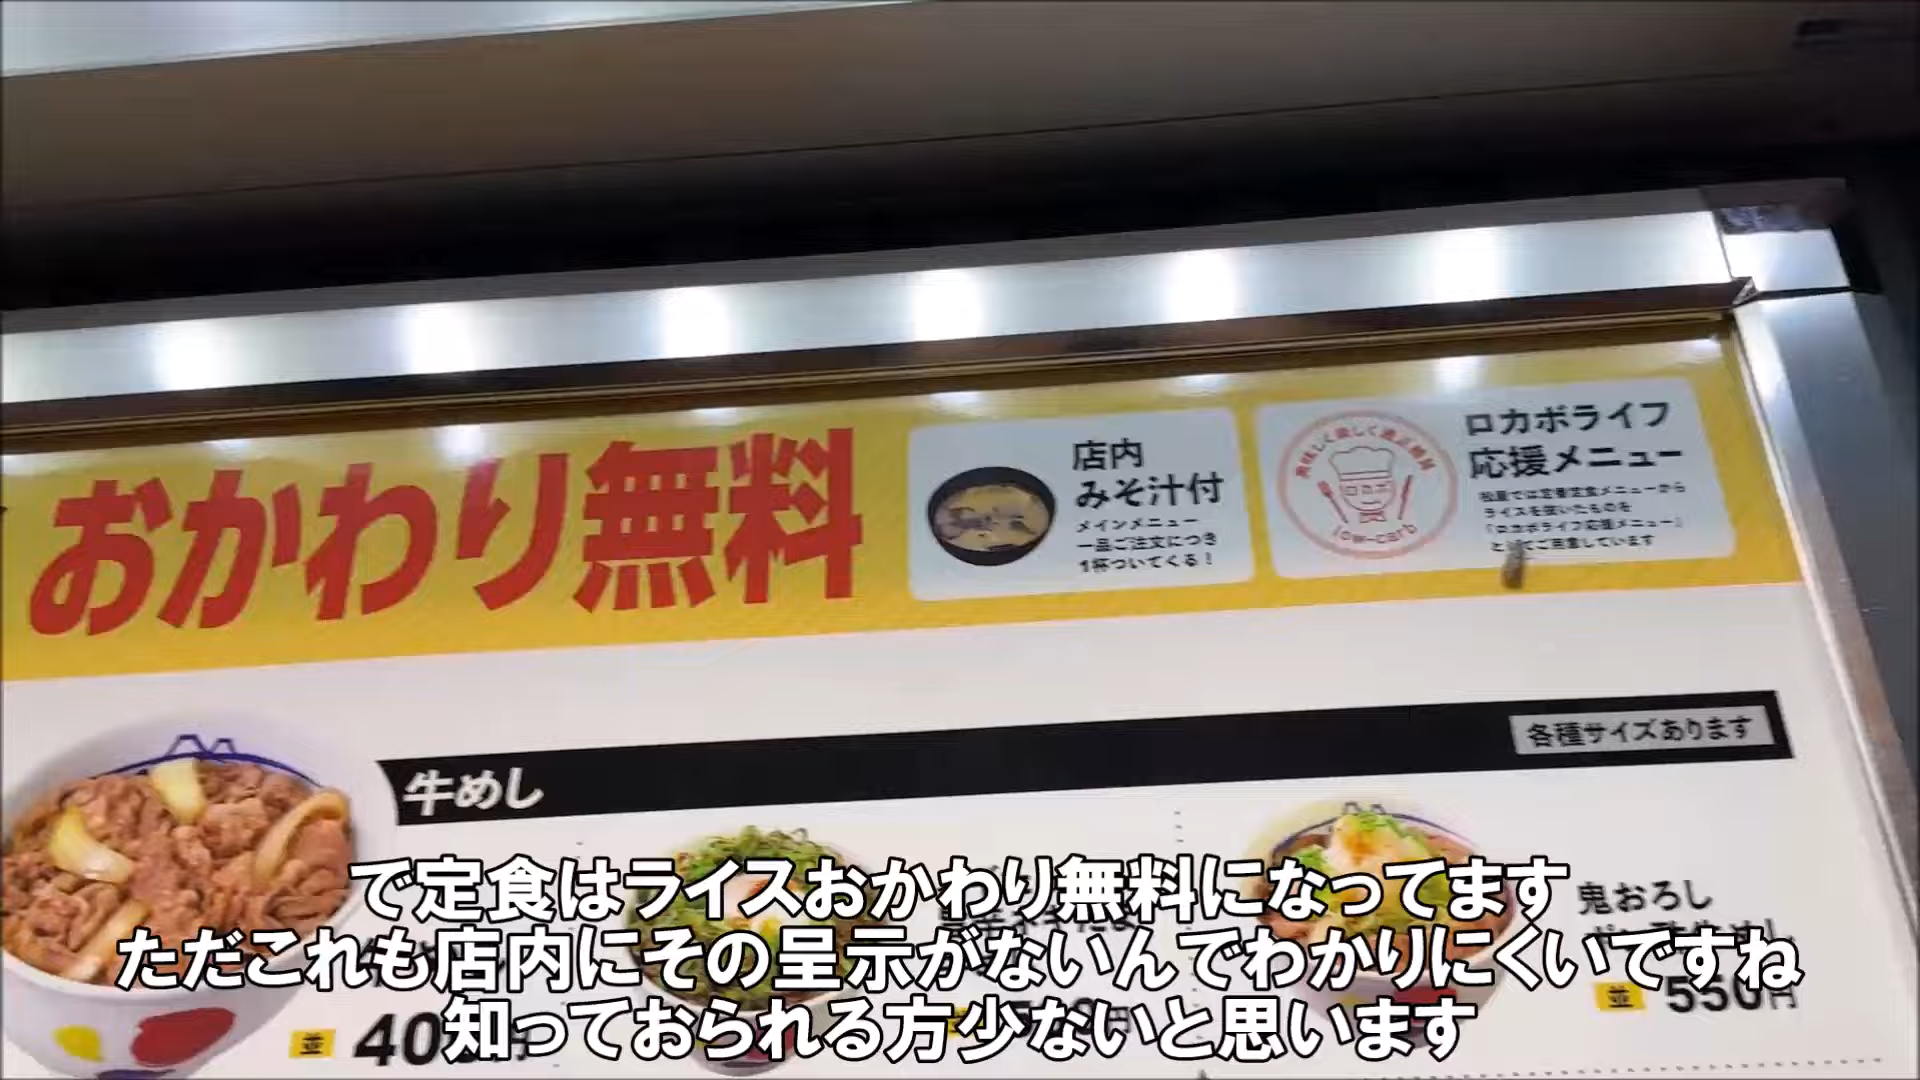 おかわり無料
店内
みそ汁付
メインメニュー
一品ご注文につき
1杯ついてくる！
ロカボ
low-carb
ロカボライフ
応援メニュー
松屋では定番定食メニューから
ライスを抜いたものを
「ロカボライフ応援メニュー」
としてご用意しています
牛めし
各種サイズあります
鬼おろし
並
並
550円
で定食はライスおかわり無料になってます
ただこれも店内にその呈示がないんでわかりにくいですね
知っておられる方少ないと思います